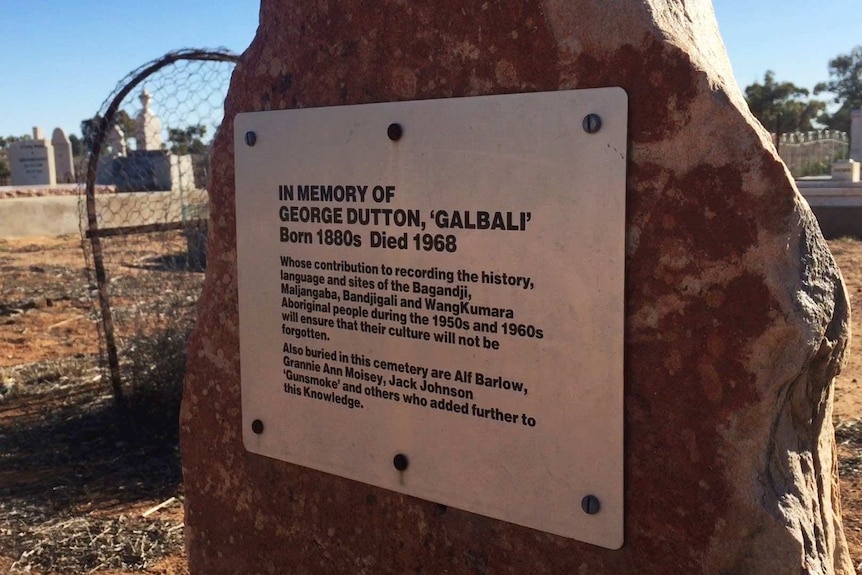 IN MEMORY OF
GEORGE DUTTON, ‘GALBALI’
Born 1880s Died 1968
Whose contribution to recording the history,
language and sites of the Bagandji,
Maljangaba, Bandjigali and WangKumara
Aboriginal people during the 1950s and 1960s
will ensure that their culture will not be
forgotten.
Also buried in this cemetery are Alf Barlow,
Grannie Ann Moisey, Jack Johnson
‘Gunsmoke’ and others who added further to
this Knowledge.